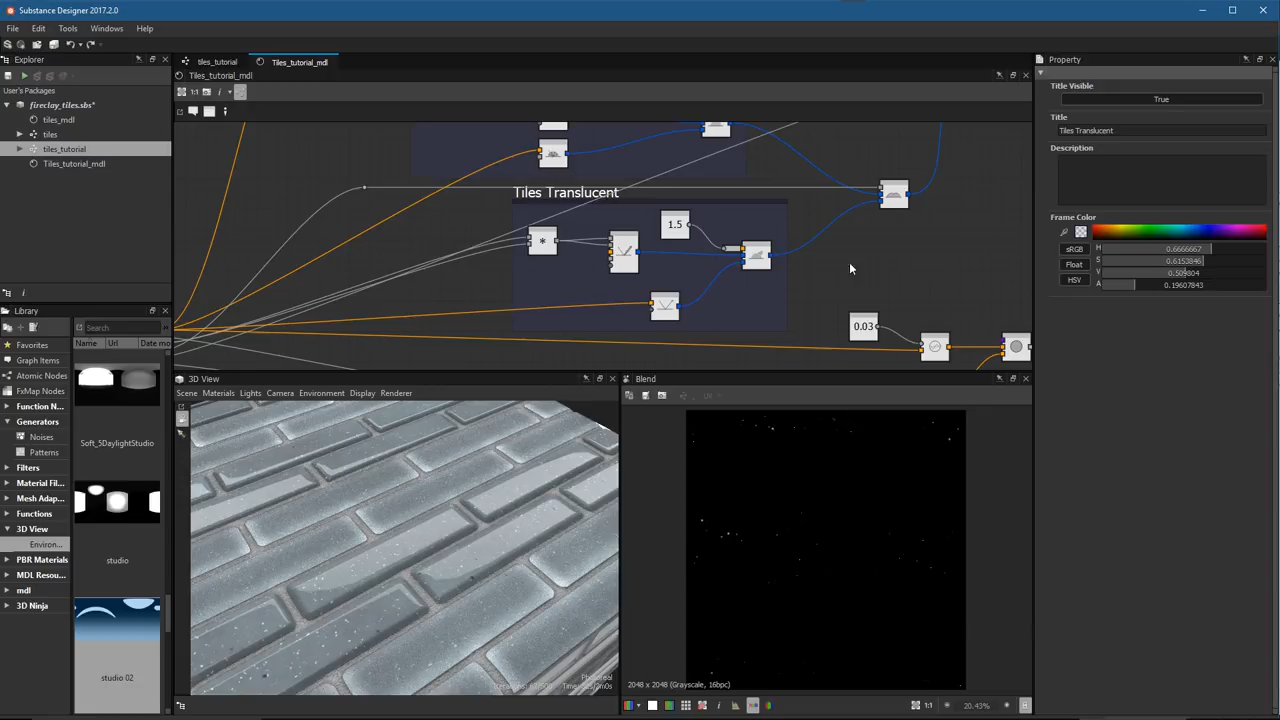 Substance Designer 2017.2.0
File Edit Tools Windows Help
Explorer
User's Packages
fireclay_tiles.sbs*
tiles_mdl
tiles
tiles_tutorial
Tiles_tutorial_mdl
Library
Search
Name Url Date mo
Favorites
Graph Items
Atomic Nodes
FxMap Nodes
Function N...
Generators
Noises
Patterns
Filters
Material Fil...
Mesh Adap...
Functions
3D View
Environ...
PBR Materials
MDL Resou...
mdl
3D Ninja
Soft_5DaylightStudio
studio
studio 02
tiles_tutorial
Tiles_tutorial_mdl
Tiles_tutorial_mdl
1:1
Tiles Translucent
1.5
0.03
3D View
Scene Materials Lights Camera Environment Display Renderer
Blend
2048 x 2048 (Grayscale, 16bpc)
1:1
20.43%
Property
Title Visible
True
Title
Tiles Translucent
Description
Frame Color
sRGB
Float
HSV
H 0.6666667
S 0.6153846
V 0.509804
A 0.19607843